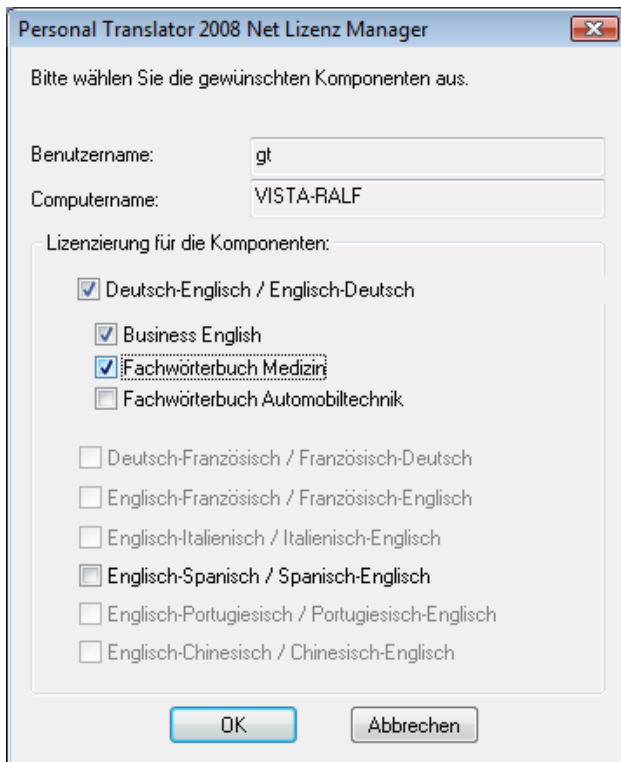 Personal Translator 2008 Net Lizenz Manager
Bitte wählen Sie die gewünschten Komponenten aus.
Benutzername: gt
Computername: VISTA-RALF
Lizenzierung für die Komponenten:
Deutsch-Englisch / Englisch-Deutsch
Business English
Fachwörterbuch Medizin
Fachwörterbuch Automobiltechnik
Deutsch-Französisch / Französisch-Deutsch
Englisch-Französisch / Französisch-Englisch
Englisch-Italienisch / Italienisch-Englisch
Englisch-Spanisch / Spanisch-Englisch
Englisch-Portugiesisch / Portugiesisch-Englisch
Englisch-Chinesisch / Chinesisch-Englisch
OK Abbrechen